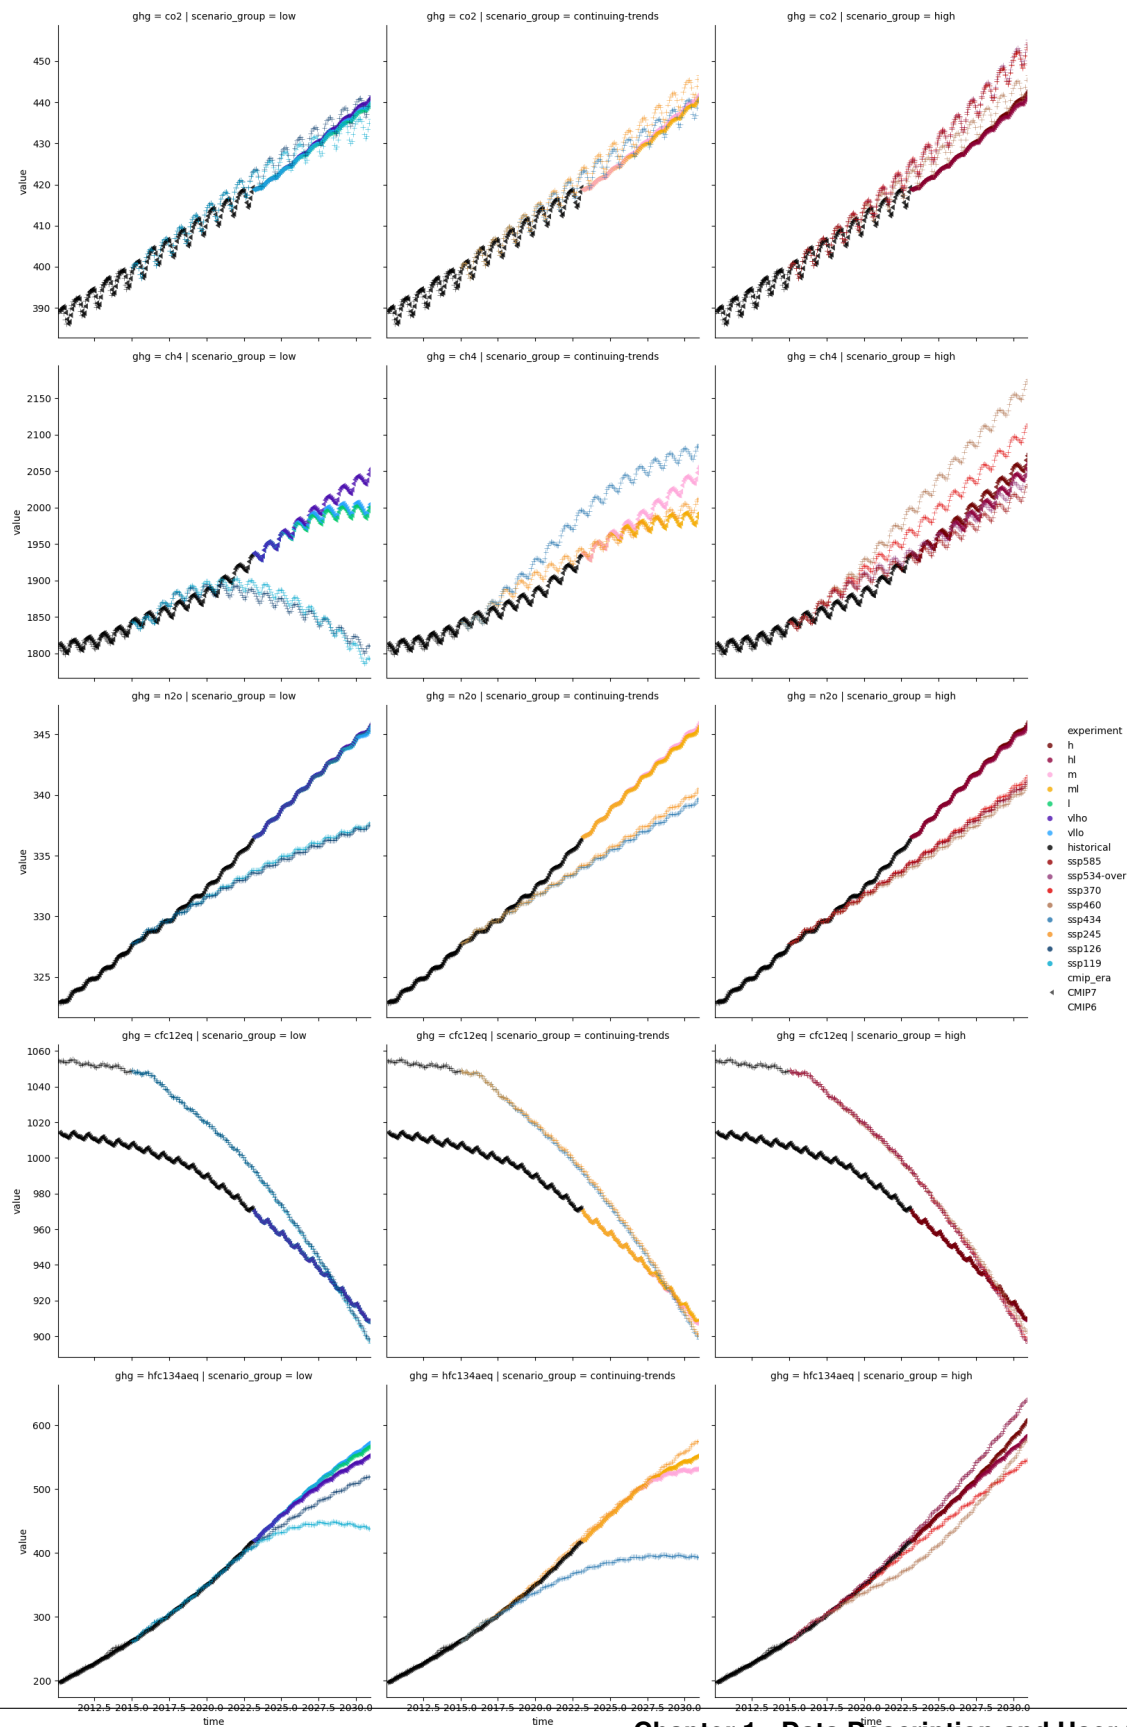 ghg = co2 | scenario_group = low
ghg = co2 | scenario_group = continuing-trends
ghg = co2 | scenario_group = high
450
440
430
420
410
400
390
value
ghg = ch4 | scenario_group = low
ghg = ch4 | scenario_group = continuing-trends
ghg = ch4 | scenario_group = high
2150
2100
2050
2000
1950
1900
1850
1800
value
ghg = n2o | scenario_group = low
ghg = n2o | scenario_group = continuing-trends
ghg = n2o | scenario_group = high
345
340
335
330
325
value
experiment
h
hl
m
ml
l
vlho
vllo
historical
ssp585
ssp534-over
ssp370
ssp460
ssp434
ssp245
ssp126
ssp119
cmip_era
CMIP7
CMIP6
ghg = cfc12eq | scenario_group = low
ghg = cfc12eq | scenario_group = continuing-trends
ghg = cfc12eq | scenario_group = high
1060
1040
1020
1000
980
960
940
920
900
value
ghg = hfc134aeq | scenario_group = low
ghg = hfc134aeq | scenario_group = continuing-trends
ghg = hfc134aeq | scenario_group = high
600
500
400
300
200
value
2012.5 2015.0 2017.5 2020.0 2022.5 2025.0 2027.5 2030.0
2012.5 2015.0 2017.5 2020.0 2022.5 2025.0 2027.5 2030.0
2012.5 2015.0 2017.5 2020.0 2022.5 2025.0 2027.5 2030.0
time
time
time